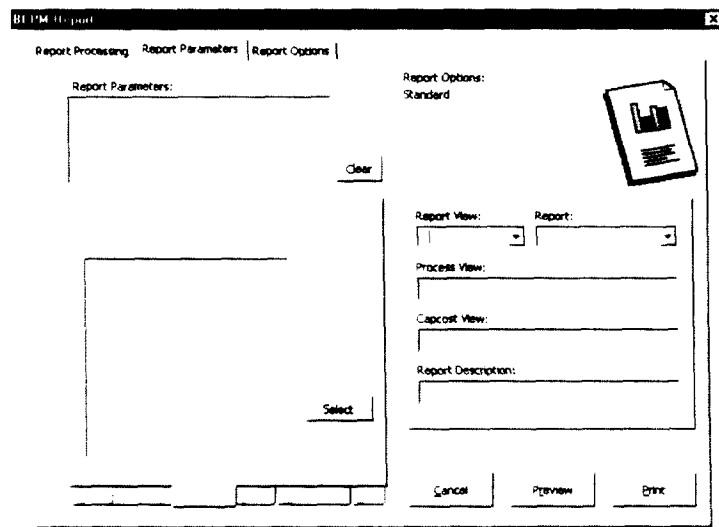 BCPM Report
Report Processing Report Parameters Report Options
Report Parameters:
Clear
Select
Report Options:
Standard
Report View: Report:
Process View:
Capcost View:
Report Description:
Cancel Preview Print